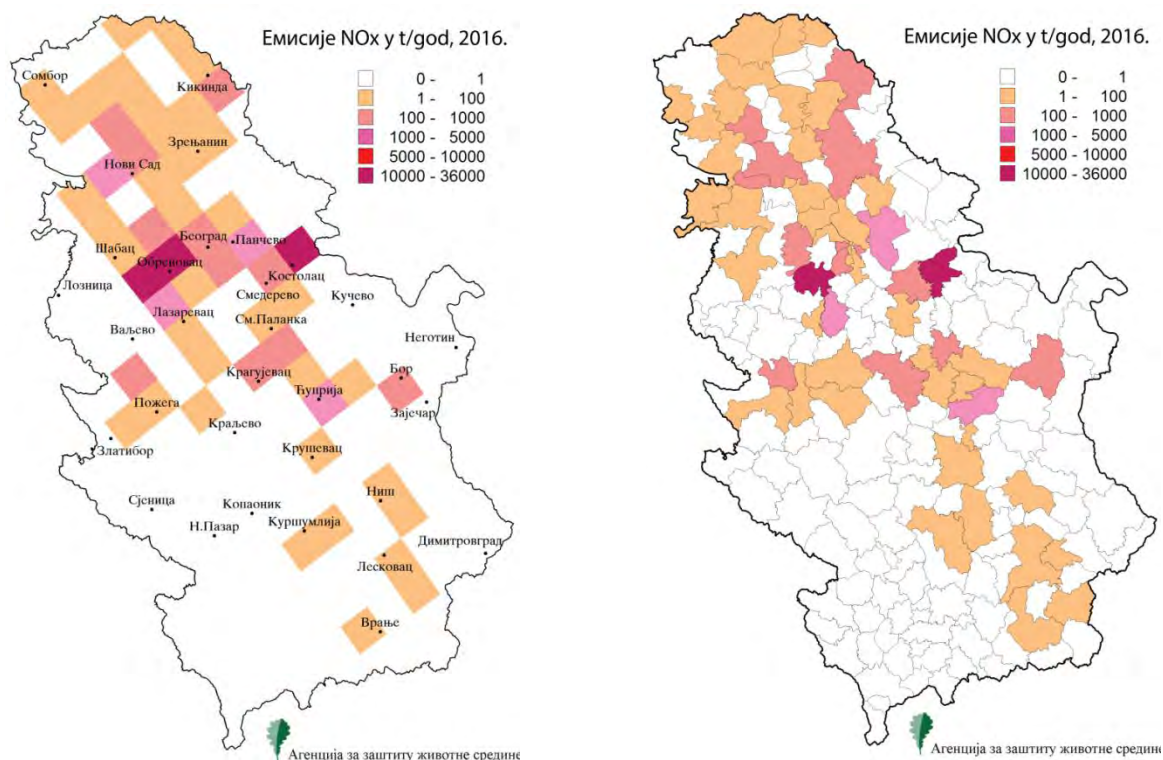 Емисије NOx у t/год, 2016.
0 - 1
1 - 100
100 - 1000
1000 - 5000
5000 - 10000
10000 - 36000
Сомбор
Кикинда
Зрењанин
Нови Сад
Београд
Панчево
Шабац
Обреновац
Костолац
Лозница
Смедерево
Кучево
Лазаревац
Ваљево
См.Паланка
Неготин
Бор
Крагујевац
Ћуприја
Зајечар
Пожега
Краљево
Златибор
Крушевац
Ниш
Сјеница
Копаоник
Куршумлија
Н.Пазар
Димитровград
Лесковац
Врање
Агенција за заштиту животне средине
Емисије NOx у t/год, 2016.
0 - 1
1 - 100
100 - 1000
1000 - 5000
5000 - 10000
10000 - 36000
Агенција за заштиту животне средине